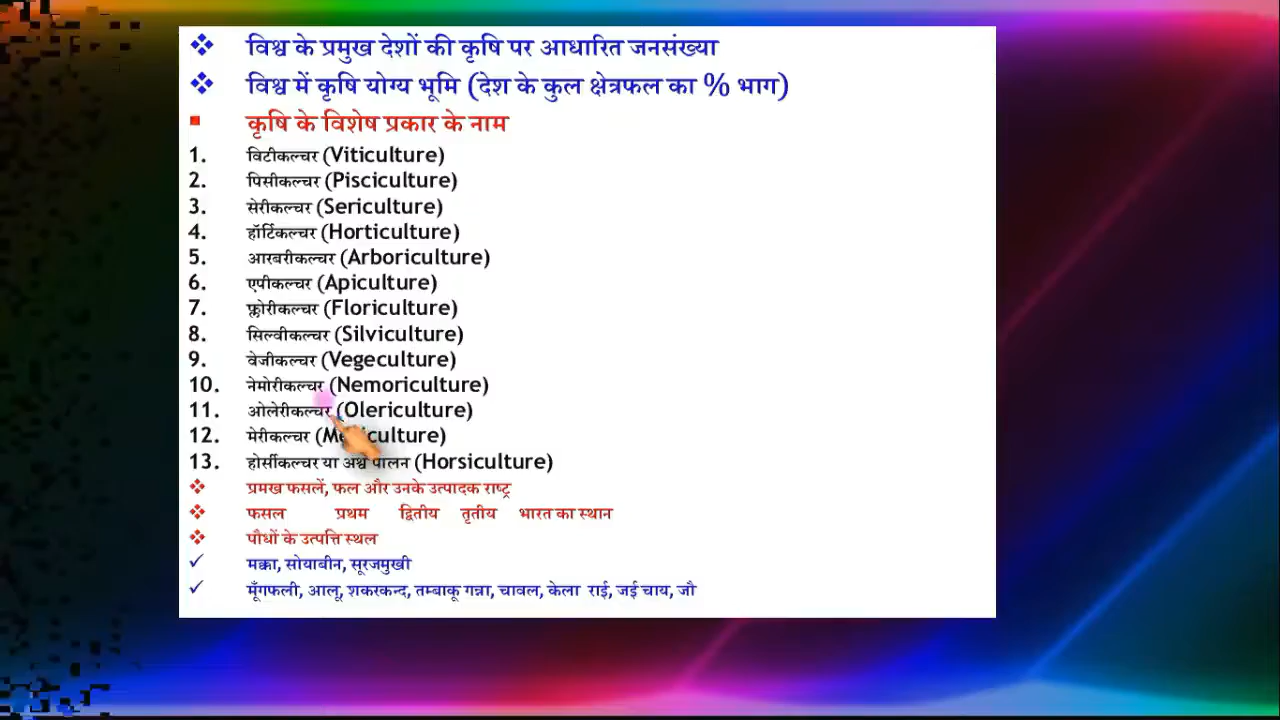 विश्व के प्रमुख देशों की कृषि पर आधारित जनसंख्या
विश्व में कृषि योग्य भूमि (देश के कुल क्षेत्रफल का % भाग)
कृषि के विशेष प्रकार के नाम
1. विटीकल्चर (Viticulture)
2. पिसीकल्चर (Pisciculture)
3. सेरीकल्चर (Sericulture)
4. हॉर्टिकल्चर (Horticulture)
5. आरबरीकल्चर (Arboriculture)
6. एपीकल्चर (Apiculture)
7. फ्लोरीकल्चर (Floriculture)
8. सिल्वीकल्चर (Silviculture)
9. वेजीकल्चर (Vegeculture)
10. नेमोरीकल्चर (Nemoriculture)
11. ओलेरीकल्चर (Olericulture)
12. मेरीकल्चर
13. होर्सीकल्चर या अश्व पालन (Horsiculture)
प्रमख फसलें, फल और उनके उत्पादक राष्ट्र
फसल प्रथम द्वितीय तृतीय भारत का स्थान
पौधों के उत्पत्ति स्थल
मक्का, सोयाबीन, सूरजमुखी
मूँगफली, आलू, शकरकन्द, तम्बाकू गन्ना, चावल, केला राई, जई चाय, जौ